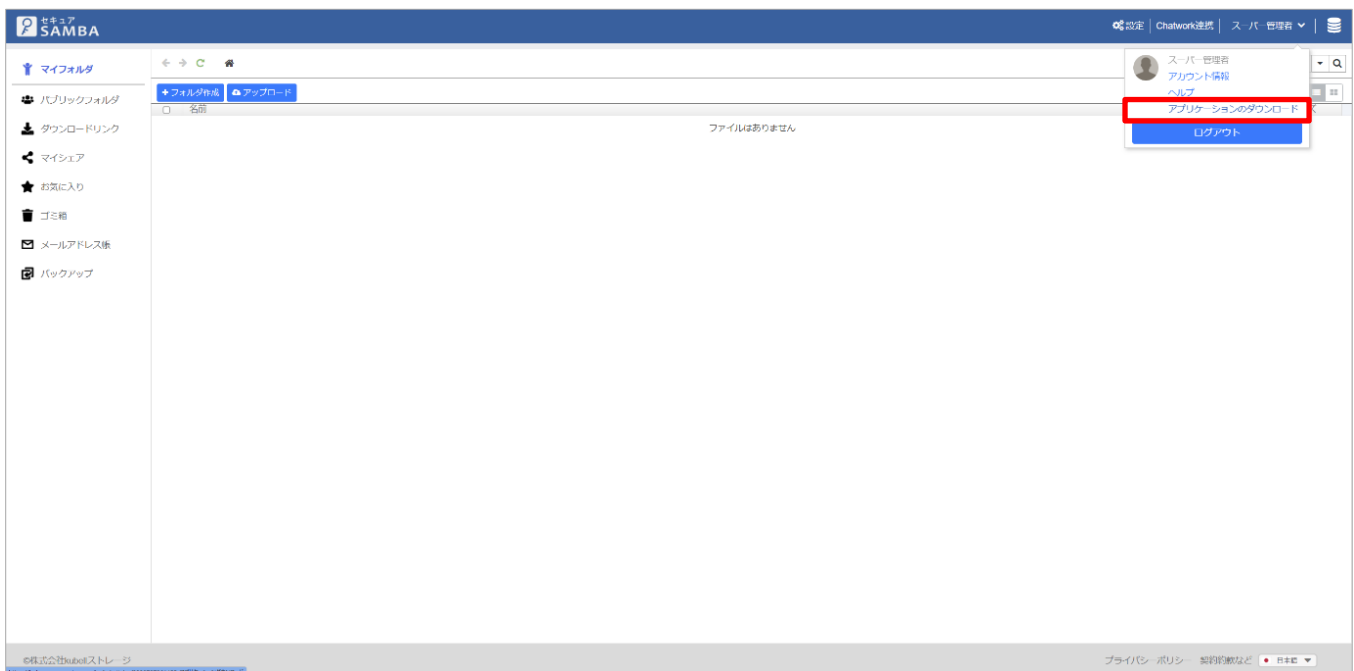 セキュア
SAMBA
設定 Chatwork連携 スーパー管理者
マイフォルダ
パブリックフォルダ
ダウンロードリンク
マイシェア
お気に入り
ゴミ箱
メールアドレス帳
バックアップ
+フォルダ作成 アップロード
名前
ファイルはありません
スーパー管理者
アカウント情報
ヘルプ
アプリケーションのダウンロード
ログアウト
©株式会社kubellストレージ
プライバシーポリシー 契約約款など 日本語